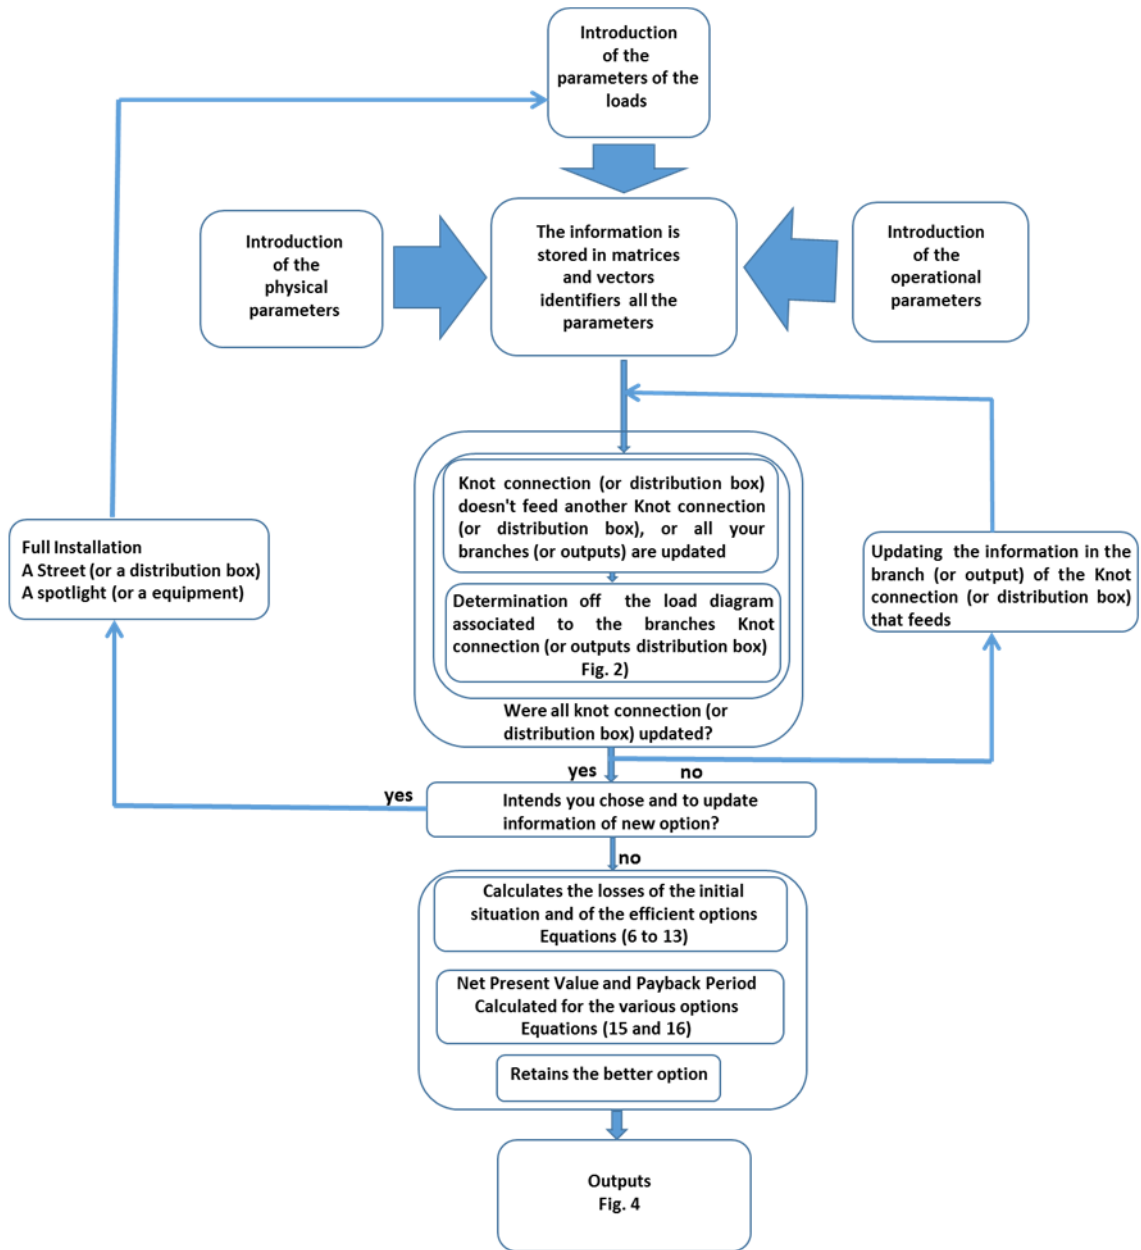 Introduction
of the
parameters of the
loads
Introduction
of the
physical
parameters
The information is
stored in matrices
and vectors
identifiers all the
parameters
Introduction
of the
operational
parameters
Knot connection (or distribution box)
doesn't feed another Knot connection
(or distribution box), or all your
branches (or outputs) are updated
Determination off the load diagram
associated to the branches Knot
connection (or outputs distribution box)
Fig. 2)
Were all knot connection (or
distribution box) updated?
Full Installation
A Street (or a distribution box)
A spotlight (or a equipment)
Updating the information in the
branch (or output) of the Knot
connection (or distribution box)
that feeds
yes
no
yes
Intends you chose and to update
information of new option?
no
Calculates the losses of the initial
situation and of the efficient options
Equations (6 to 13)
Net Present Value and Payback Period
Calculated for the various options
Equations (15 and 16)
Retains the better option
Outputs
Fig. 4